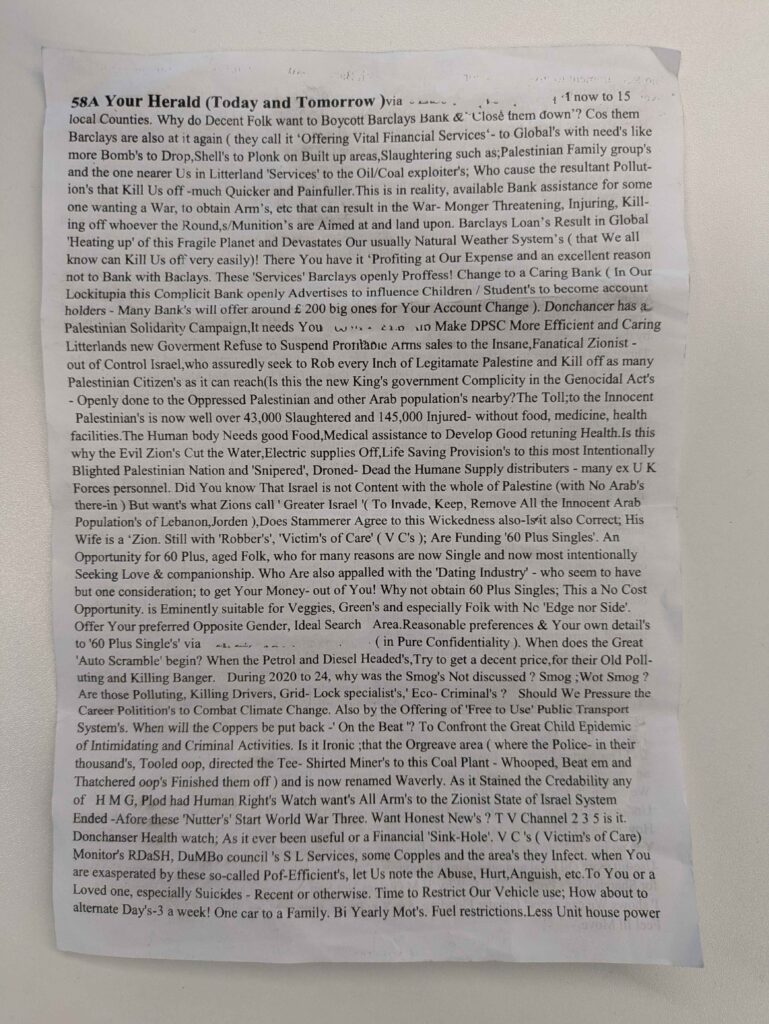 58A Your Herald (Today and Tomorrow )via now to 15
local Counties. Why do Decent Folk want to Boycott Barclays Bank & 'Close them down'? Cos them
Barclays are also at it again ( they call it 'Offering Vital Financial Services'- to Global's with need's like
more Bomb's to Drop,Shell's to Plonk on Built up areas,Slaughtering such as;Palestinian Family group's
and the one nearer Us in Litterland 'Services' to the Oil/Coal exploiter's; Who cause the resultant Pollut-
ion's that Kill Us off -much Quicker and Painfuller.This is in reality, available Bank assistance for some
one wanting a War, to obtain Arm's, etc that can result in the War- Monger Threatening, Injuring, Kill-
ing off whoever the Round,s/Munition's are Aimed at and land upon. Barclays Loan's Result in Global
'Heating up' of this Fragile Planet and Devastates Our usually Natural Weather System's ( that We all
know can Kill Us off very easily)! There You have it 'Profiting at Our Expense and an excellent reason
not to Bank with Baclays. These 'Services' Barclays openly Proffess! Change to a Caring Bank ( In Our
Lockitupia this Complicit Bank openly Advertises to influence Children / Student's to become account
holders - Many Bank's will offer around £ 200 big ones for Your Account Change ). Donchancer has a
Palestinian Solidarity Campaign,It needs You Make DPSC More Efficient and Caring
Litterlands new Goverment Refuse to Suspend Profitable Arms sales to the Insane,Fanatical Zionist -
out of Control Israel,who assuredly seek to Rob every Inch of Legitamate Palestine and Kill off as many
Palestinian Citizen's as it can reach(Is this the new King's government Complicity in the Genocidal Act's
- Openly done to the Oppressed Palestinian and other Arab population's nearby?The Toll;to the Innocent
Palestinian's is now well over 43,000 Slaughtered and 145,000 Injured- without food, medicine, health
facilities.The Human body Needs good Food,Medical assistance to Develop Good retuning Health.Is this
why the Evil Zion's Cut the Water,Electric supplies Off,Life Saving Provision's to this most Intentionally
Blighted Palestinian Nation and 'Snipered', Droned- Dead the Humane Supply distributers - many ex U K
Forces personnel. Did You know That Israel is not Content with the whole of Palestine (with No Arab's
there-in ) But want's what Zions call ' Greater Israel '( To Invade, Keep, Remove All the Innocent Arab
Population's of Lebanon,Jorden ),Does Stammerer Agree to this Wickedness also-Isit also Correct; His
Wife is a 'Zion. Still with 'Robber's', 'Victim's of Care' ( V C's ); Are Funding '60 Plus Singles'. An
Opportunity for 60 Plus, aged Folk, who for many reasons are now Single and now most intentionally
Seeking Love & companionship. Who Are also appalled with the 'Dating Industry' - who seem to have
but one consideration; to get Your Money- out of You! Why not obtain 60 Plus Singles; This a No Cost
Opportunity. is Eminently suitable for Veggies, Green's and especially Folk with No 'Edge nor Side'.
Offer Your preferred Opposite Gender, Ideal Search Area.Reasonable preferences & Your own detail's
to '60 Plus Single's' via ( in Pure Confidentiality ). When does the Great
'Auto Scramble' begin? When the Petrol and Diesel Headed's,Try to get a decent price,for their Old Poll-
uting and Killing Banger. During 2020 to 24, why was the Smog's Not discussed ? Smog ;Wot Smog ?
Are those Polluting, Killing Drivers, Grid- Lock specialist's,' Eco- Criminal's ? Should We Pressure the
Career Politition's to Combat Climate Change. Also by the Offering of 'Free to Use' Public Transport
System's. When will the Coppers be put back -' On the Beat '? To Confront the Great Child Epidemic
of Intimidating and Criminal Activities. Is it Ironic ;that the Orgreave area ( where the Police- in their
thousand's, Tooled oop, directed the Tee- Shirted Miner's to this Coal Plant - Whooped, Beat em and
Thatchered oop's Finished them off ) and is now renamed Waverly. As it Stained the Credability any
of H M G, Plod had Human Right's Watch want's All Arm's to the Zionist State of Israel System
Ended -Afore these 'Nutter's' Start World War Three. Want Honest New's ? T V Channel 2 3 5 is it.
Donchanser Health watch; As it ever been useful or a Financial 'Sink-Hole'. V C 's ( Victim's of Care)
Monitor's RDaSH, DuMBo council 's S L Services, some Copples and the area's they Infect. when You
are exasperated by these so-called Pof-Efficient's, let Us note the Abuse, Hurt,Anguish, etc.To You or a
Loved one, especially Suicides - Recent or otherwise. Time to Restrict Our Vehicle use; How about to
alternate Day's-3 a week! One car to a Family. Bi Yearly Mot's. Fuel restrictions.Less Unit house power